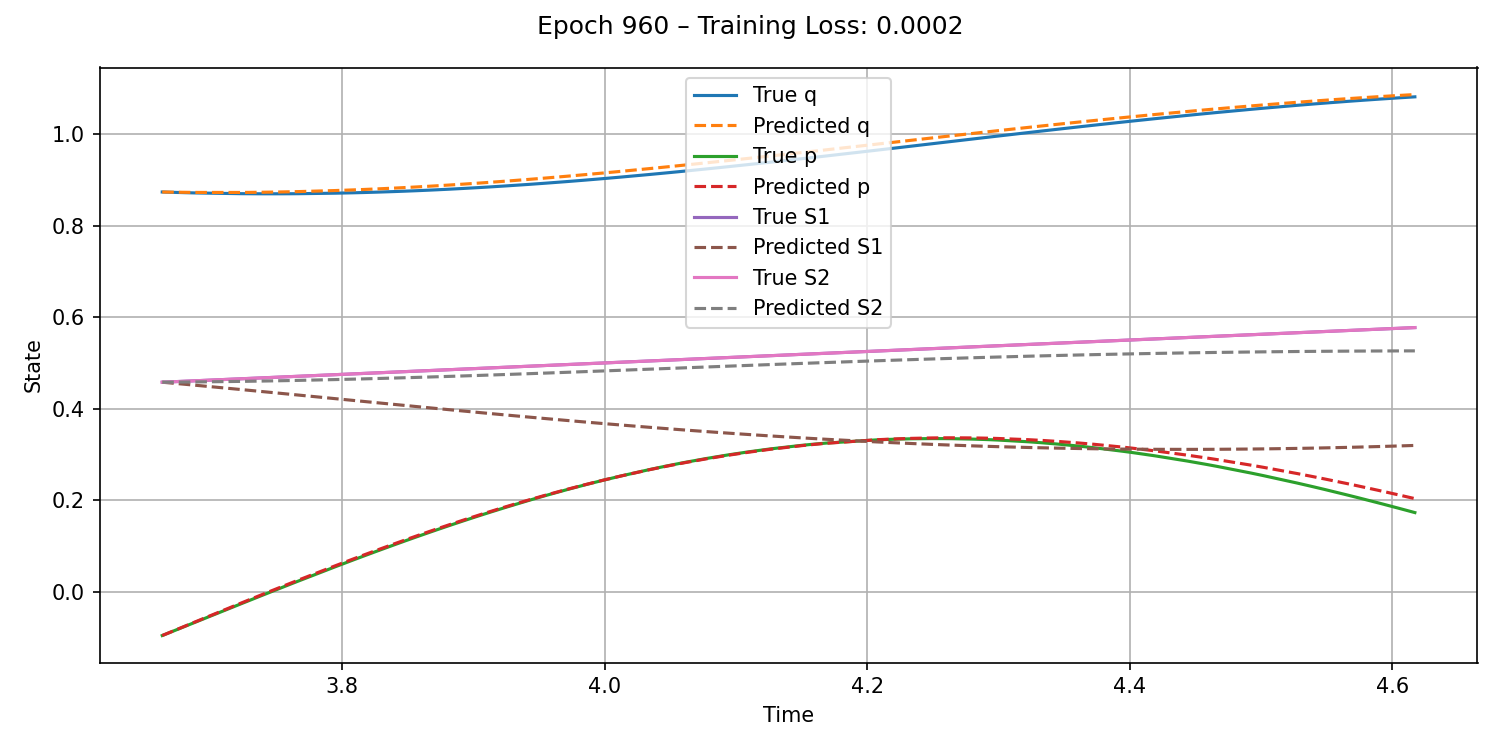 Epoch 960 – Training Loss: 0.0002
True q
Predicted q
True p
Predicted p
True S1
Predicted S1
True S2
Predicted S2
State
1.0
0.8
0.6
0.4
0.2
0.0
3.8 4.0 4.2 4.4 4.6
Time